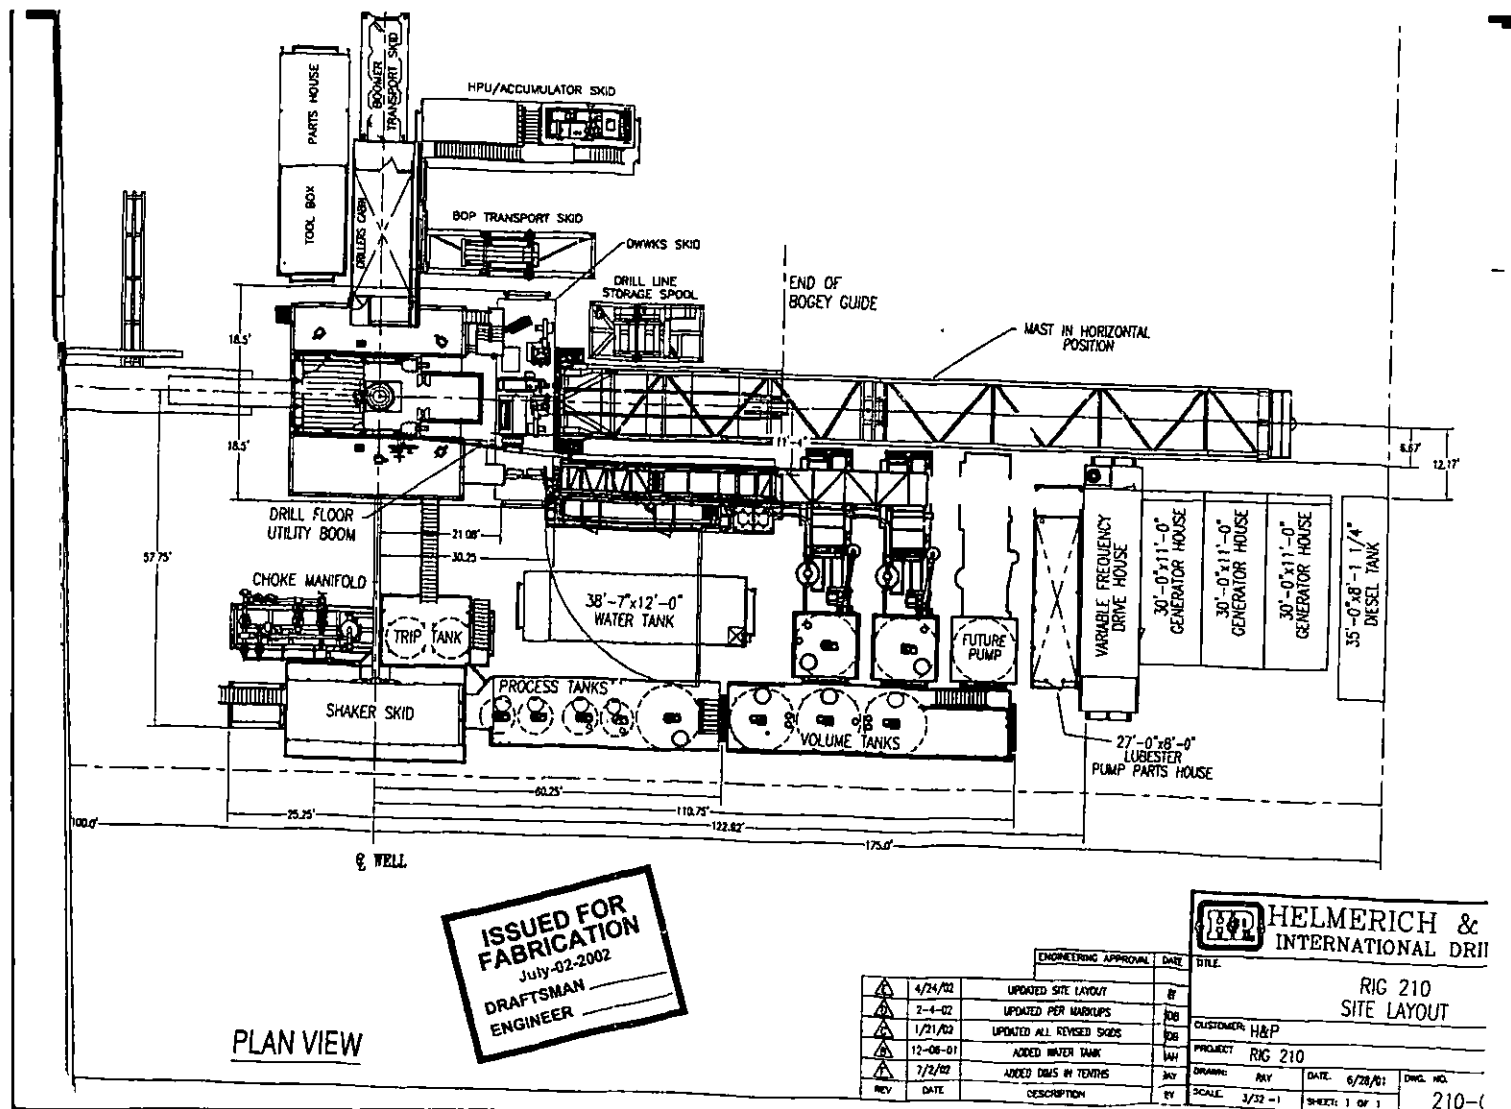 PARTS HOUSE
BOOMER
TRANSPORT SKID
HPU/ACCUMULATOR SKID
TOOL BOX
DRILLERS CABIN
BOP TRANSPORT SKID
DWWKS SKID
DRILL LINE
STORAGE SPOOL
END OF
BOGEY GUIDE
MAST IN HORIZONTAL
POSITION
18.5'
18.5'
11'-4"
6.67'
12.17'
DRILL FLOOR
UTILITY BOOM
21.08'
30.25
57.75'
CHOKE MANIFOLD
TRIP TANK
38'-7"x12'-0"
WATER TANK
FUTURE
PUMP
VARIABLE FREQUENCY
DRIVE HOUSE
30'-0"x11'-0"
GENERATOR HOUSE
30'-0"x11'-0"
GENERATOR HOUSE
30'-0"x11'-0"
GENERATOR HOUSE
35'-0"x8'-1 1/4"
DIESEL TANK
SHAKER SKID
PROCESS TANKS
VOLUME TANKS
27'-0"x8'-0"
LUBESTER
PUMP PARTS HOUSE
60.25'
25.25'
110.75'
100.0'
122.82'
175.0'
℄ WELL
ISSUED FOR
FABRICATION
July-02-2002
DRAFTSMAN
ENGINEER
PLAN VIEW
HELMERICH &
INTERNATIONAL DRI
ENGINEERING APPROVAL DATE
TITLE
RIG 210
SITE LAYOUT
E 4/24/02 UPDATED SITE LAYOUT BY
D 2-4-02 UPDATED PER MARKUPS
C 1/21/02 UPDATED ALL REVISED SKIDS
B 12-06-01 ADDED WATER TANK
F 7/2/02 ADDED DIMS IN TENTHS
REV DATE DESCRIPTION BY
CUSTOMER: H&P
PROJECT RIG 210
DRAWN: RAY DATE: 6/28/01 DWG. NO.
SCALE 3/32 -1 SHEET: 1 OF 1 210-